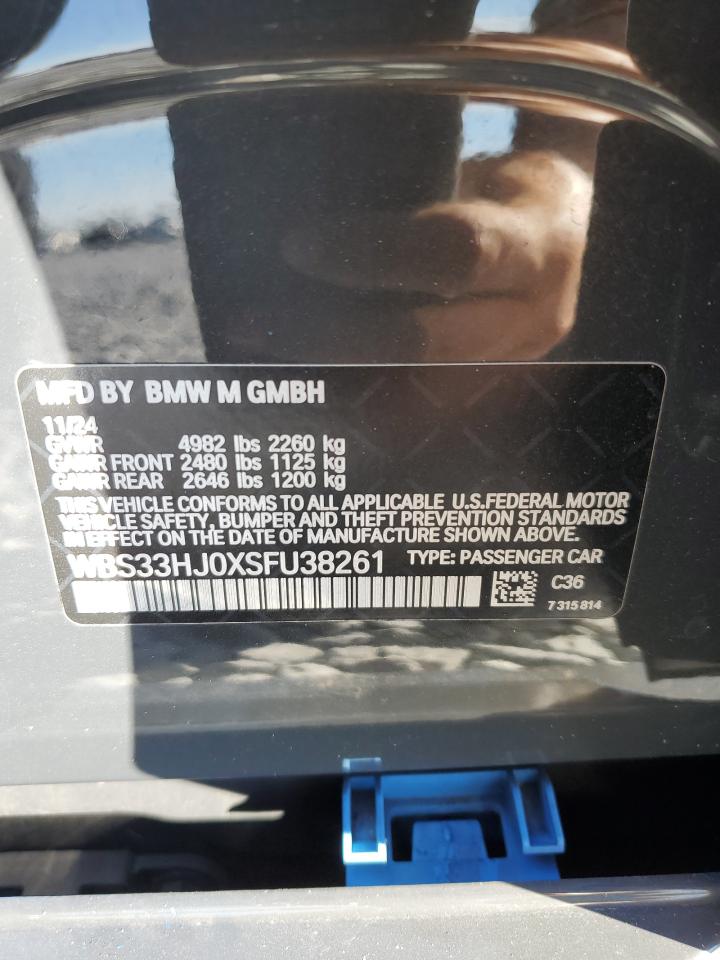 MFD BY BMW M GMBH
11/24
GVWR 4982 lbs 2260 kg
GAWR FRONT 2480 lbs 1125 kg
GAWR REAR 2646 lbs 1200 kg
THIS VEHICLE CONFORMS TO ALL APPLICABLE U.S.FEDERAL MOTOR
VEHICLE SAFETY, BUMPER AND THEFT PREVENTION STANDARDS
IN EFFECT ON THE DATE OF MANUFACTURE SHOWN ABOVE.
WBS33HJ0XSFU38261 TYPE: PASSENGER CAR
C36
7 315 814